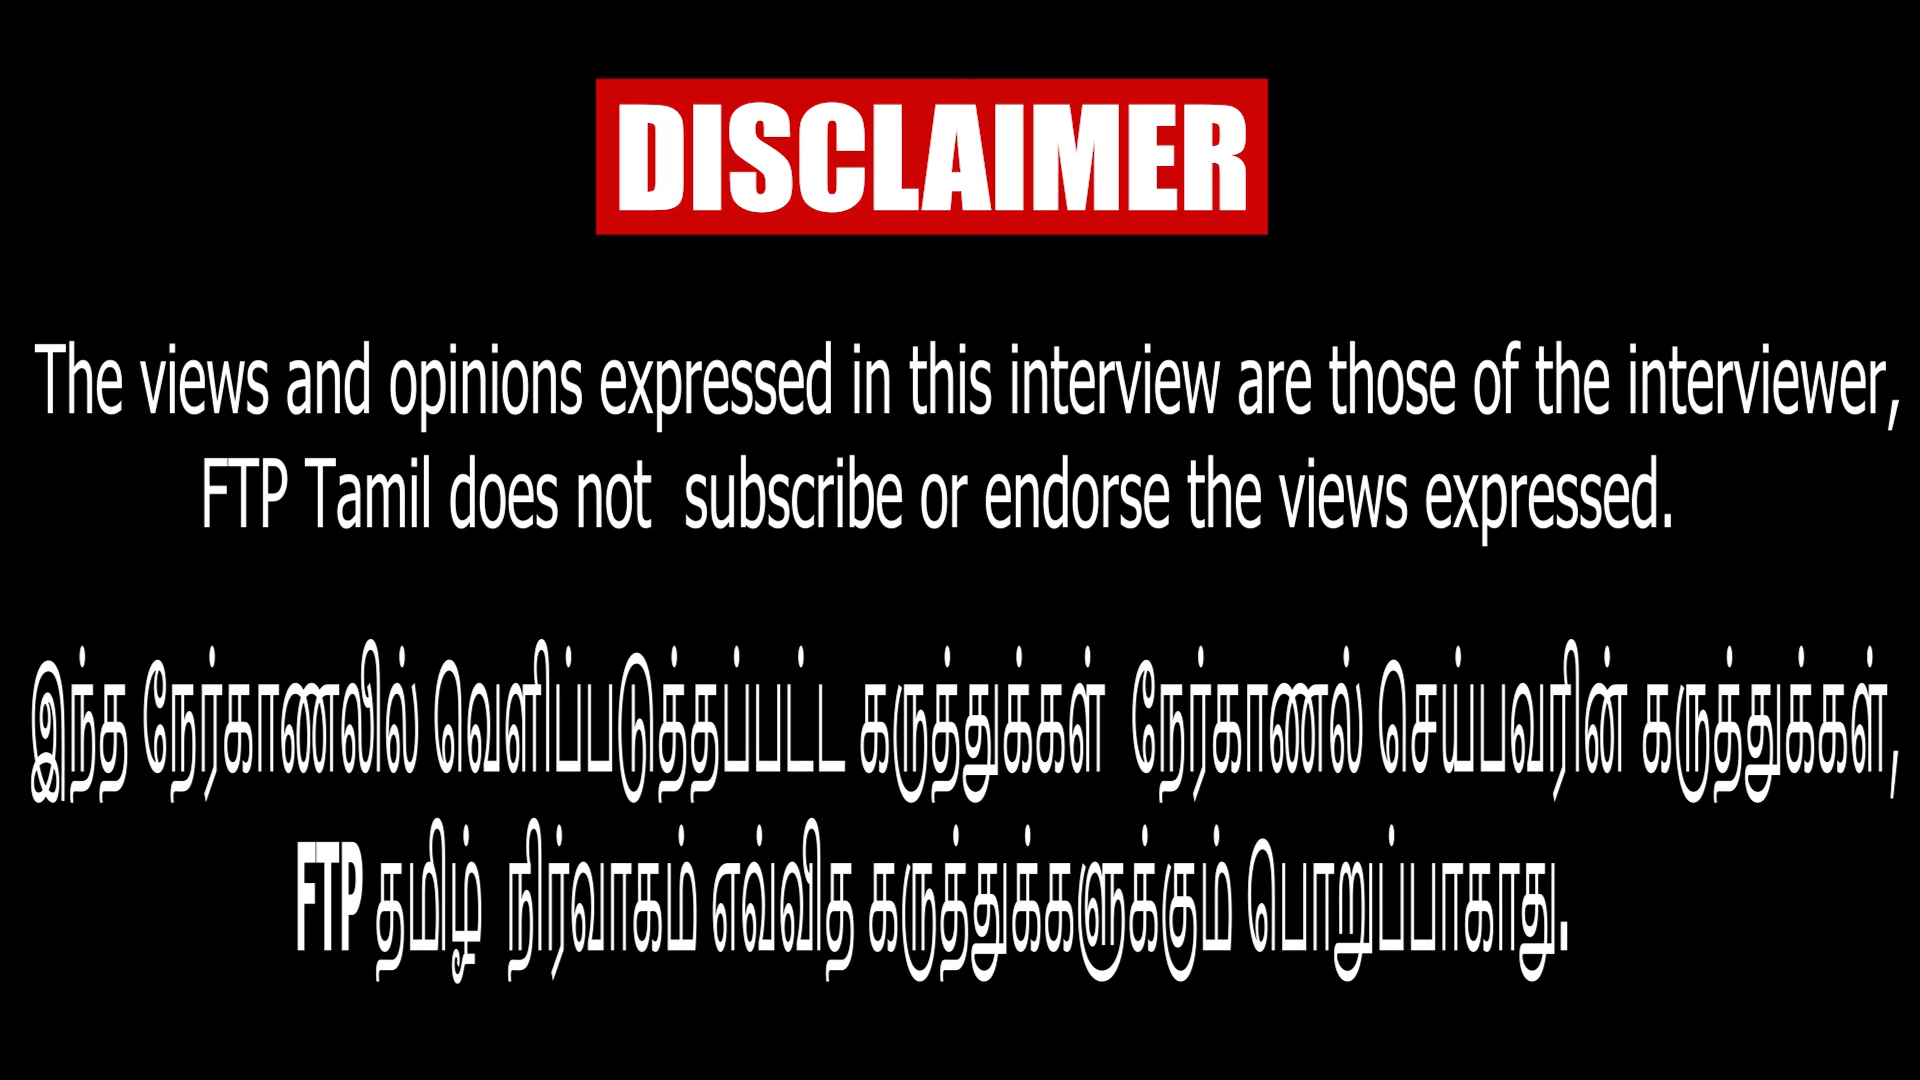 DISCLAIMER
The views and opinions expressed in this interview are those of the interviewer,
FTP Tamil does not subscribe or endorse the views expressed.
இந்த நேர்காணலில் வெளிப்படுத்தப்பட்ட கருத்துக்கள் நேர்காணல் செய்பவரின் கருத்துக்கள்,
FTP தமிழ் நிர்வாகம் எவ்வித கருத்துக்களுக்கும் பொறுப்பாகாது.